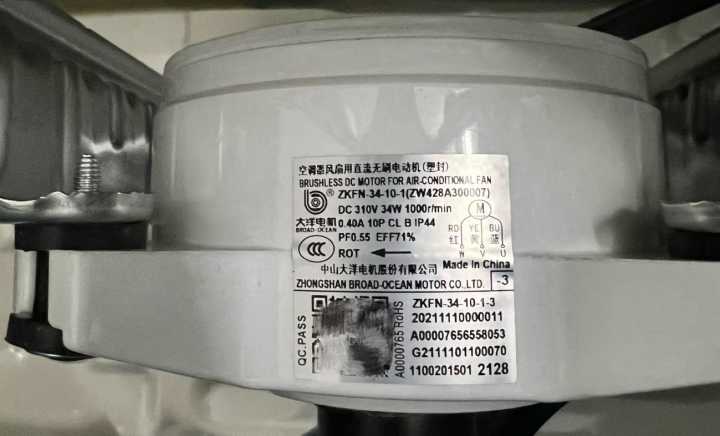 空调器风扇用直流无刷电动机(塑封)
BRUSHLESS DC MOTOR FOR AIR-CONDITIONAL FAN
® ZKFN-34-10-1(ZW428A300007)
DC 310V 34W 1000r/min
大洋电机 0.40A 10P CL B IP44
BROAD-OCEAN PF0.55 EFF71%
M
RD YE BU
红 黄 蓝
W V U
CCC ROT
中山大洋电机股份有限公司 Made in China
ZHONGSHAN BROAD-OCEAN MOTOR CO.,LTD. -3
QC.PASS
A0000765 RoHS
ZKFN-34-10-1-3
20211110000011
A00007656558053
G2111101100070
1100201501 2128